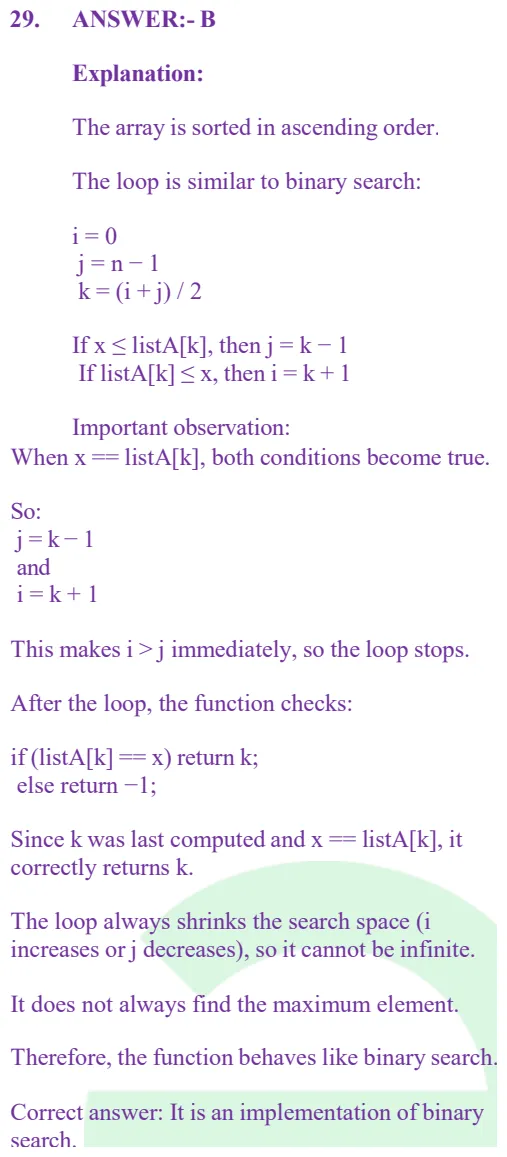 29. ANSWER:- B
Explanation:
The array is sorted in ascending order.
The loop is similar to binary search:
i = 0
j = n − 1
k = (i + j) / 2
If x ≤ listA[k], then j = k − 1
If listA[k] ≤ x, then i = k + 1
Important observation:
When x == listA[k], both conditions become true.
So:
j = k − 1
and
i = k + 1
This makes i > j immediately, so the loop stops.
After the loop, the function checks:
if (listA[k] == x) return k;
else return −1;
Since k was last computed and x == listA[k], it
correctly returns k.
The loop always shrinks the search space (i
increases or j decreases), so it cannot be infinite.
It does not always find the maximum element.
Therefore, the function behaves like binary search.
Correct answer: It is an implementation of binary
search.